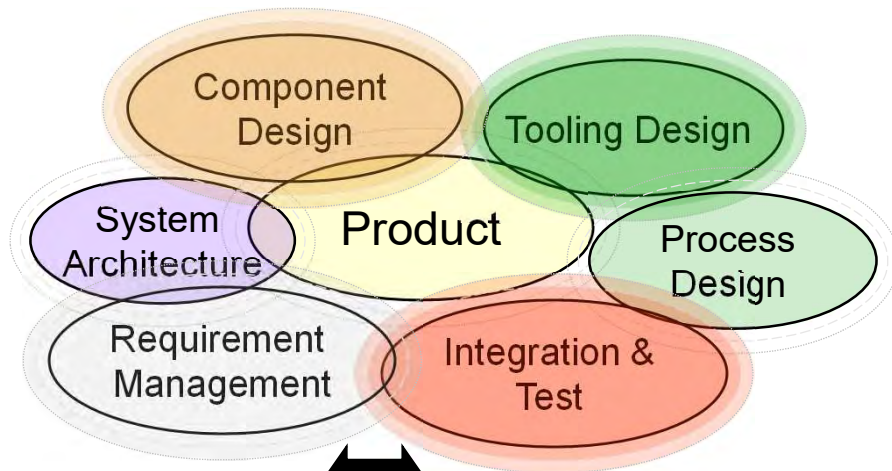 Component
Design
Tooling Design
System
Architecture
Product
Process
Design
Requirement
Management
Integration &
Test